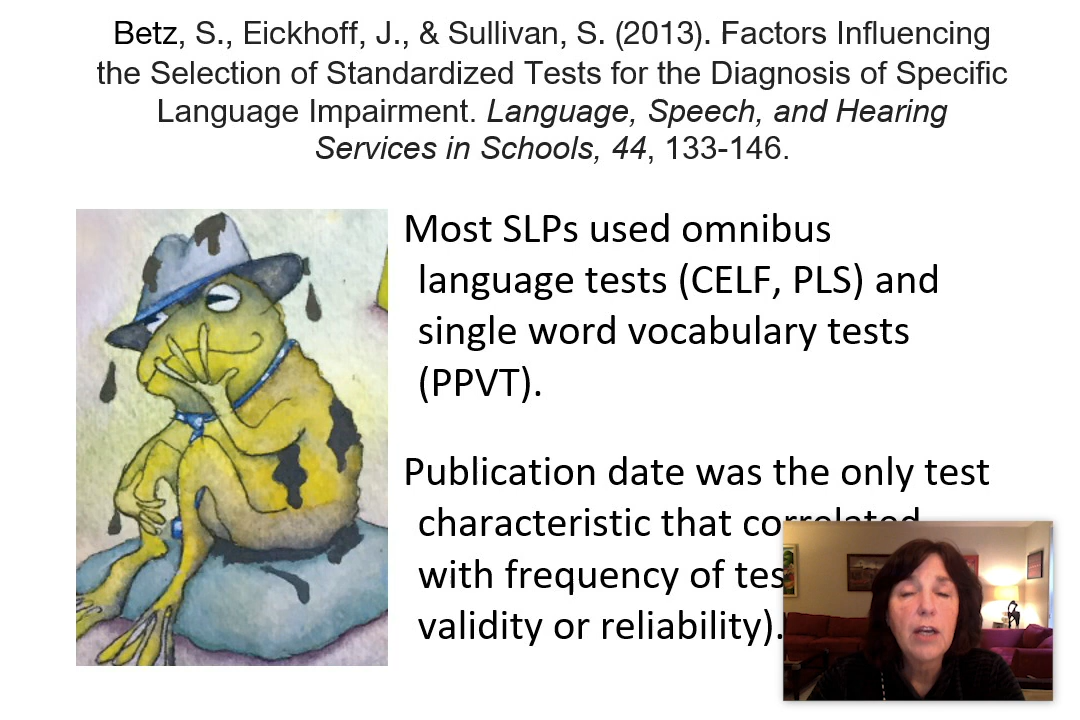 Betz, S., Eickhoff, J., & Sullivan, S. (2013). Factors Influencing
the Selection of Standardized Tests for the Diagnosis of Specific
Language Impairment. Language, Speech, and Hearing
Services in Schools, 44, 133-146.
Most SLPs used omnibus
language tests (CELF, PLS) and
single word vocabulary tests
(PPVT).
Publication date was the only test
characteristic that correlated
with frequency of
validity or reliability).